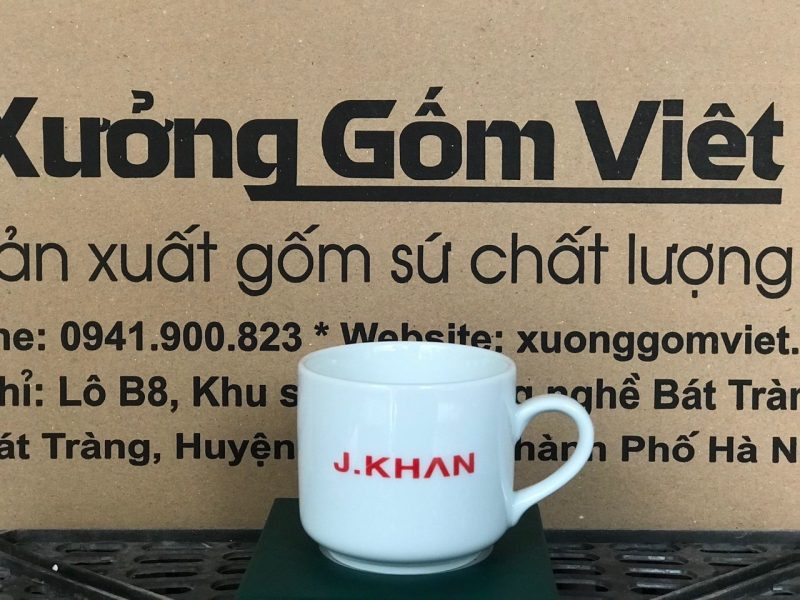 Xưởng Gốm Việt
ản xuất gốm sứ chất lượng
ne: 0941.900.823 * Website: xuonggomviet.
hỉ: Lô B8, Khu s g nghề Bát Tràn
át Tràng, Huyện hành Phố Hà N
J.KHAN